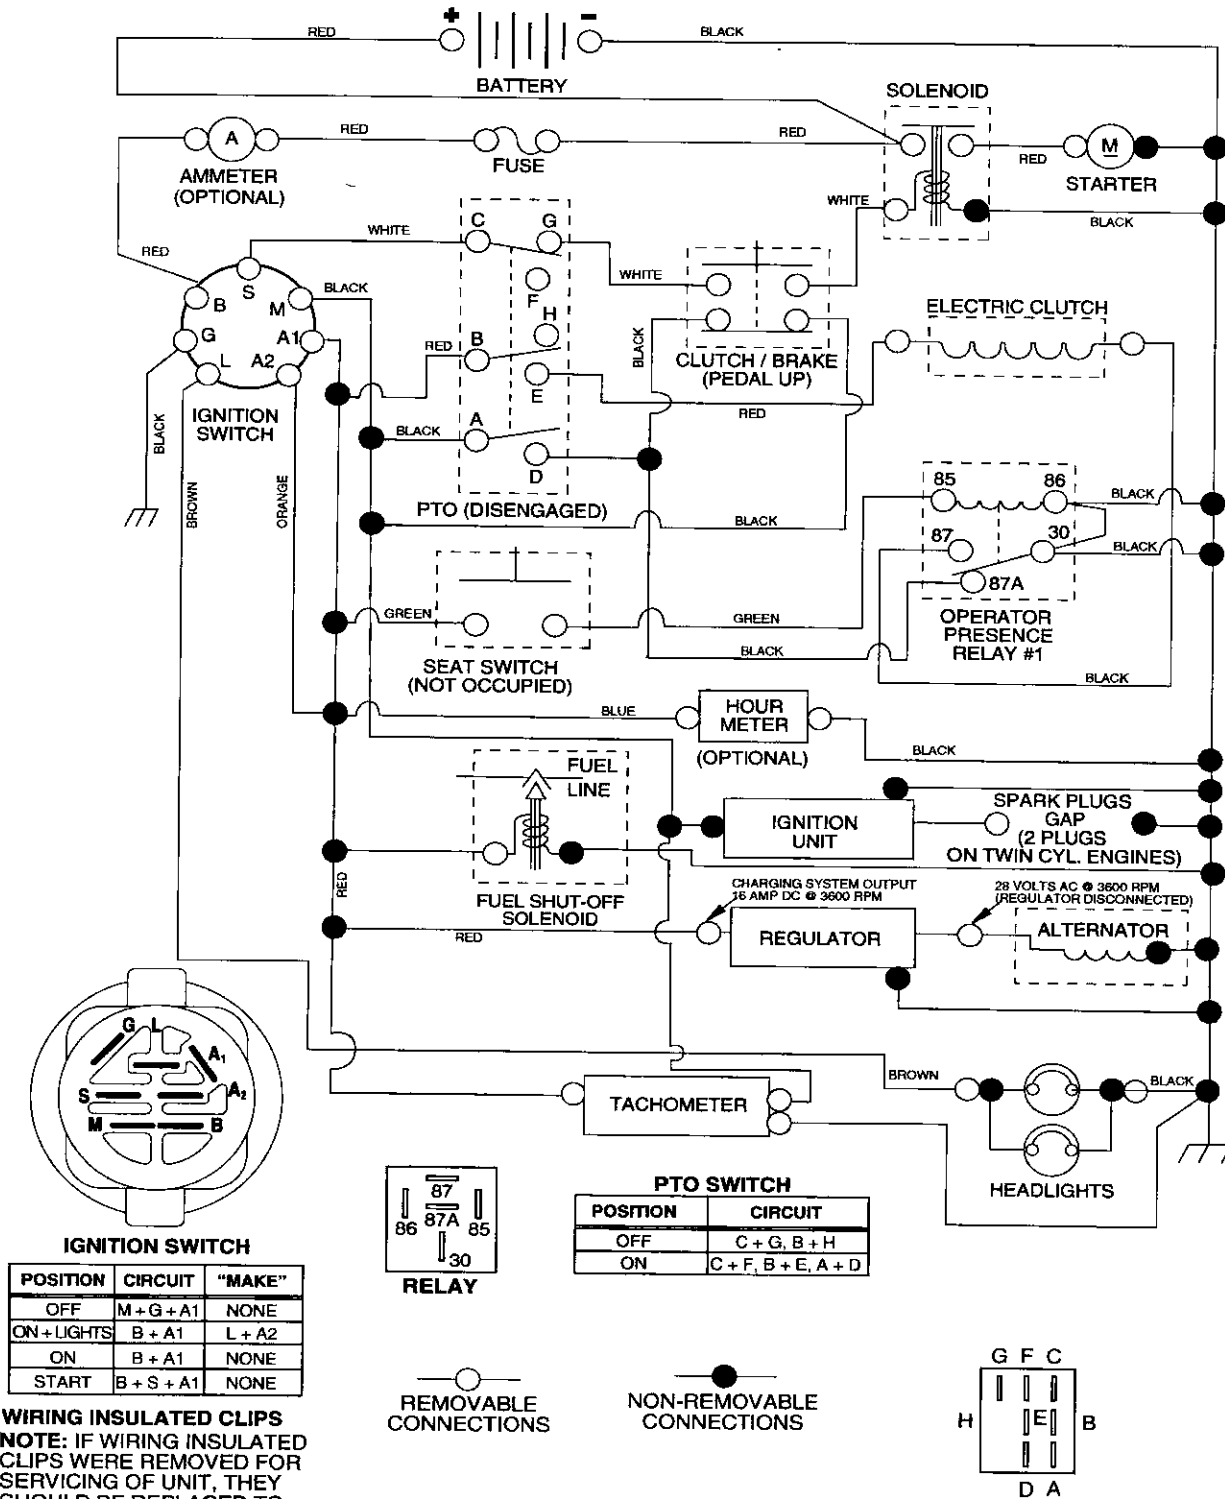 + -
RED
BLACK
BATTERY
SOLENOID
A
RED
RED
M
FUSE
RED
AMMETER
(OPTIONAL)
STARTER
WHITE
BLACK
C
G
WHITE
RED
S
B
M
BLACK
F
WHITE
ELECTRIC CLUTCH
G
A1
H
L
A2
RED
B
BLACK
CLUTCH / BRAKE
(PEDAL UP)
E
IGNITION
SWITCH
RED
BLACK
BLACK
A
D
BROWN
ORANGE
85
86
BLACK
PTO (DISENGAGED)
BLACK
87
30
BLACK
87A
GREEN
GREEN
OPERATOR
PRESENCE
RELAY #1
BLACK
SEAT SWITCH
(NOT OCCUPIED)
BLACK
BLUE
HOUR
METER
(OPTIONAL)
BLACK
FUEL
LINE
IGNITION
UNIT
SPARK PLUGS
GAP
(2 PLUGS
ON TWIN CYL. ENGINES)
RED
FUEL SHUT-OFF
SOLENOID
CHARGING SYSTEM OUTPUT
16 AMP DC @ 3600 RPM
28 VOLTS AC @ 3600 RPM
(REGULATOR DISCONNECTED)
RED
REGULATOR
ALTERNATOR
G L
A1
S
A2
M
B
BROWN
BLACK
TACHOMETER
HEADLIGHTS
87
86
87A
85
30
RELAY
PTO SWITCH
POSITION CIRCUIT
OFF C + G, B + H
ON C + F, B + E, A + D
IGNITION SWITCH
POSITION CIRCUIT "MAKE"
OFF M + G + A1 NONE
ON + LIGHTS B + A1 L + A2
ON B + A1 NONE
START B + S + A1 NONE
REMOVABLE
CONNECTIONS
NON-REMOVABLE
CONNECTIONS
G F C
H E B
D A
WIRING INSULATED CLIPS
NOTE: IF WIRING INSULATED
CLIPS WERE REMOVED FOR
SERVICING OF UNIT, THEY
SHOULD BE REPLACED TO